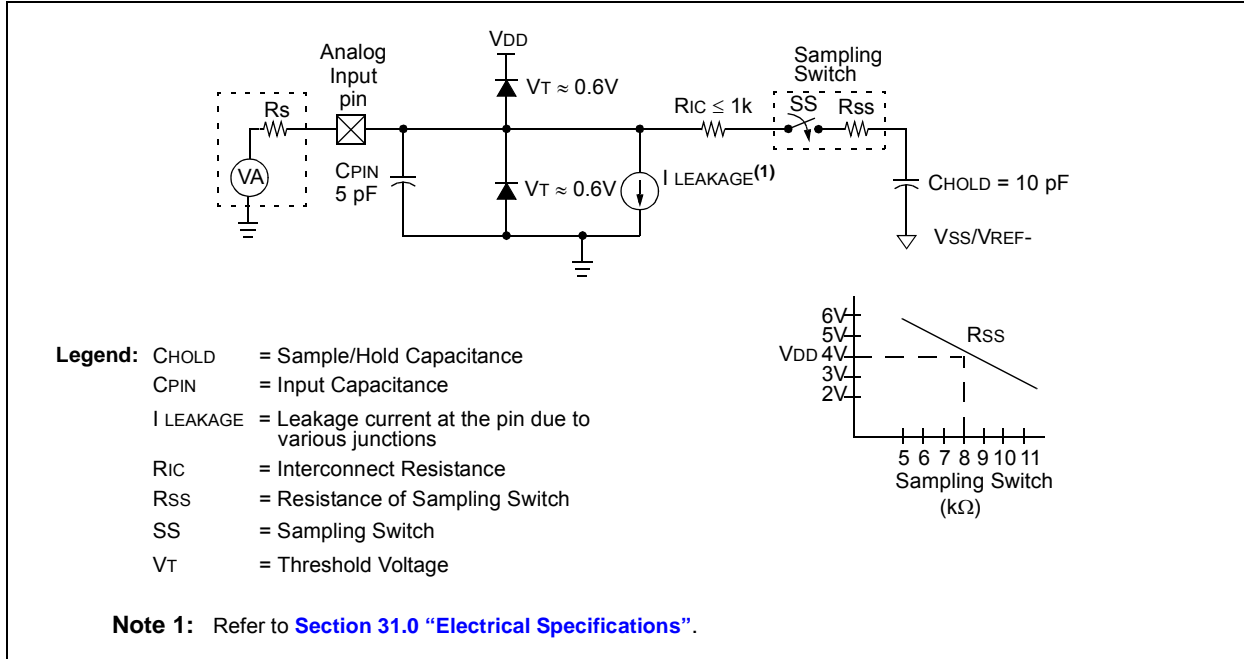 VDD
Analog
Input
pin
Rs
VA
VT ≈ 0.6V
CPIN
5 pF
VT ≈ 0.6V
I LEAKAGE(1)
RIC ≤ 1k
Sampling
Switch
SS Rss
CHOLD = 10 pF
VSS/VREF-
6V
5V
VDD 4V
3V
2V
RSS
5 6 7 8 9 10 11
Sampling Switch
(kΩ)
Legend: CHOLD = Sample/Hold Capacitance
CPIN = Input Capacitance
I LEAKAGE = Leakage current at the pin due to
various junctions
RIC = Interconnect Resistance
RSS = Resistance of Sampling Switch
SS = Sampling Switch
VT = Threshold Voltage
Note 1: Refer to Section 31.0 “Electrical Specifications”.